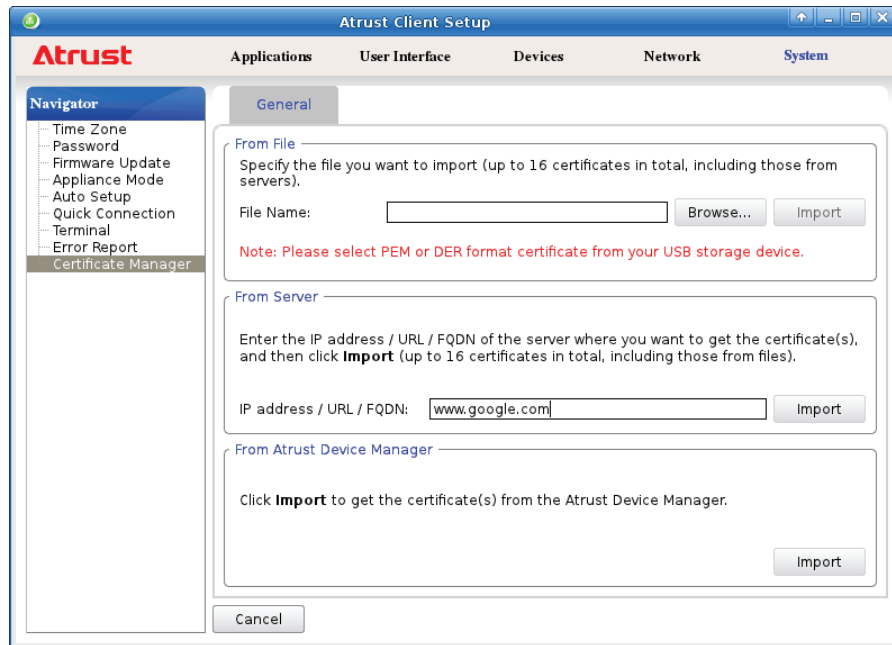 Atrust Client Setup
Atrust
Applications User Interface Devices Network System
Navigator
Time Zone
Password
Firmware Update
Appliance Mode
Auto Setup
Quick Connection
Terminal
Error Report
Certificate Manager
General
From File
Specify the file you want to import (up to 16 certificates in total, including those from
servers).
File Name: Browse... Import
Note: Please select PEM or DER format certificate from your USB storage device.
From Server
Enter the IP address / URL / FQDN of the server where you want to get the certificate(s),
and then click Import (up to 16 certificates in total, including those from files).
IP address / URL / FQDN: www.google.com Import
From Atrust Device Manager
Click Import to get the certificate(s) from the Atrust Device Manager.
Import
Cancel